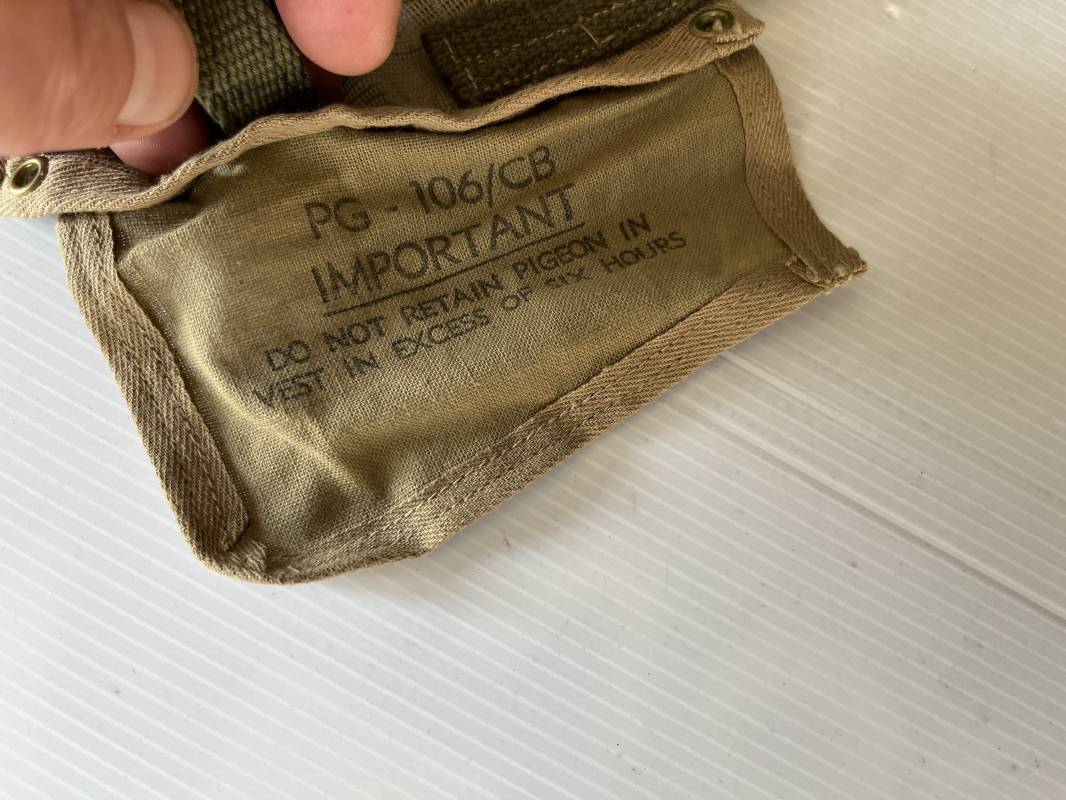 PG - 106/CB
IMPORTANT
DO NOT RETAIN PIGEON IN
VEST IN EXCESS OF SIX HOURS